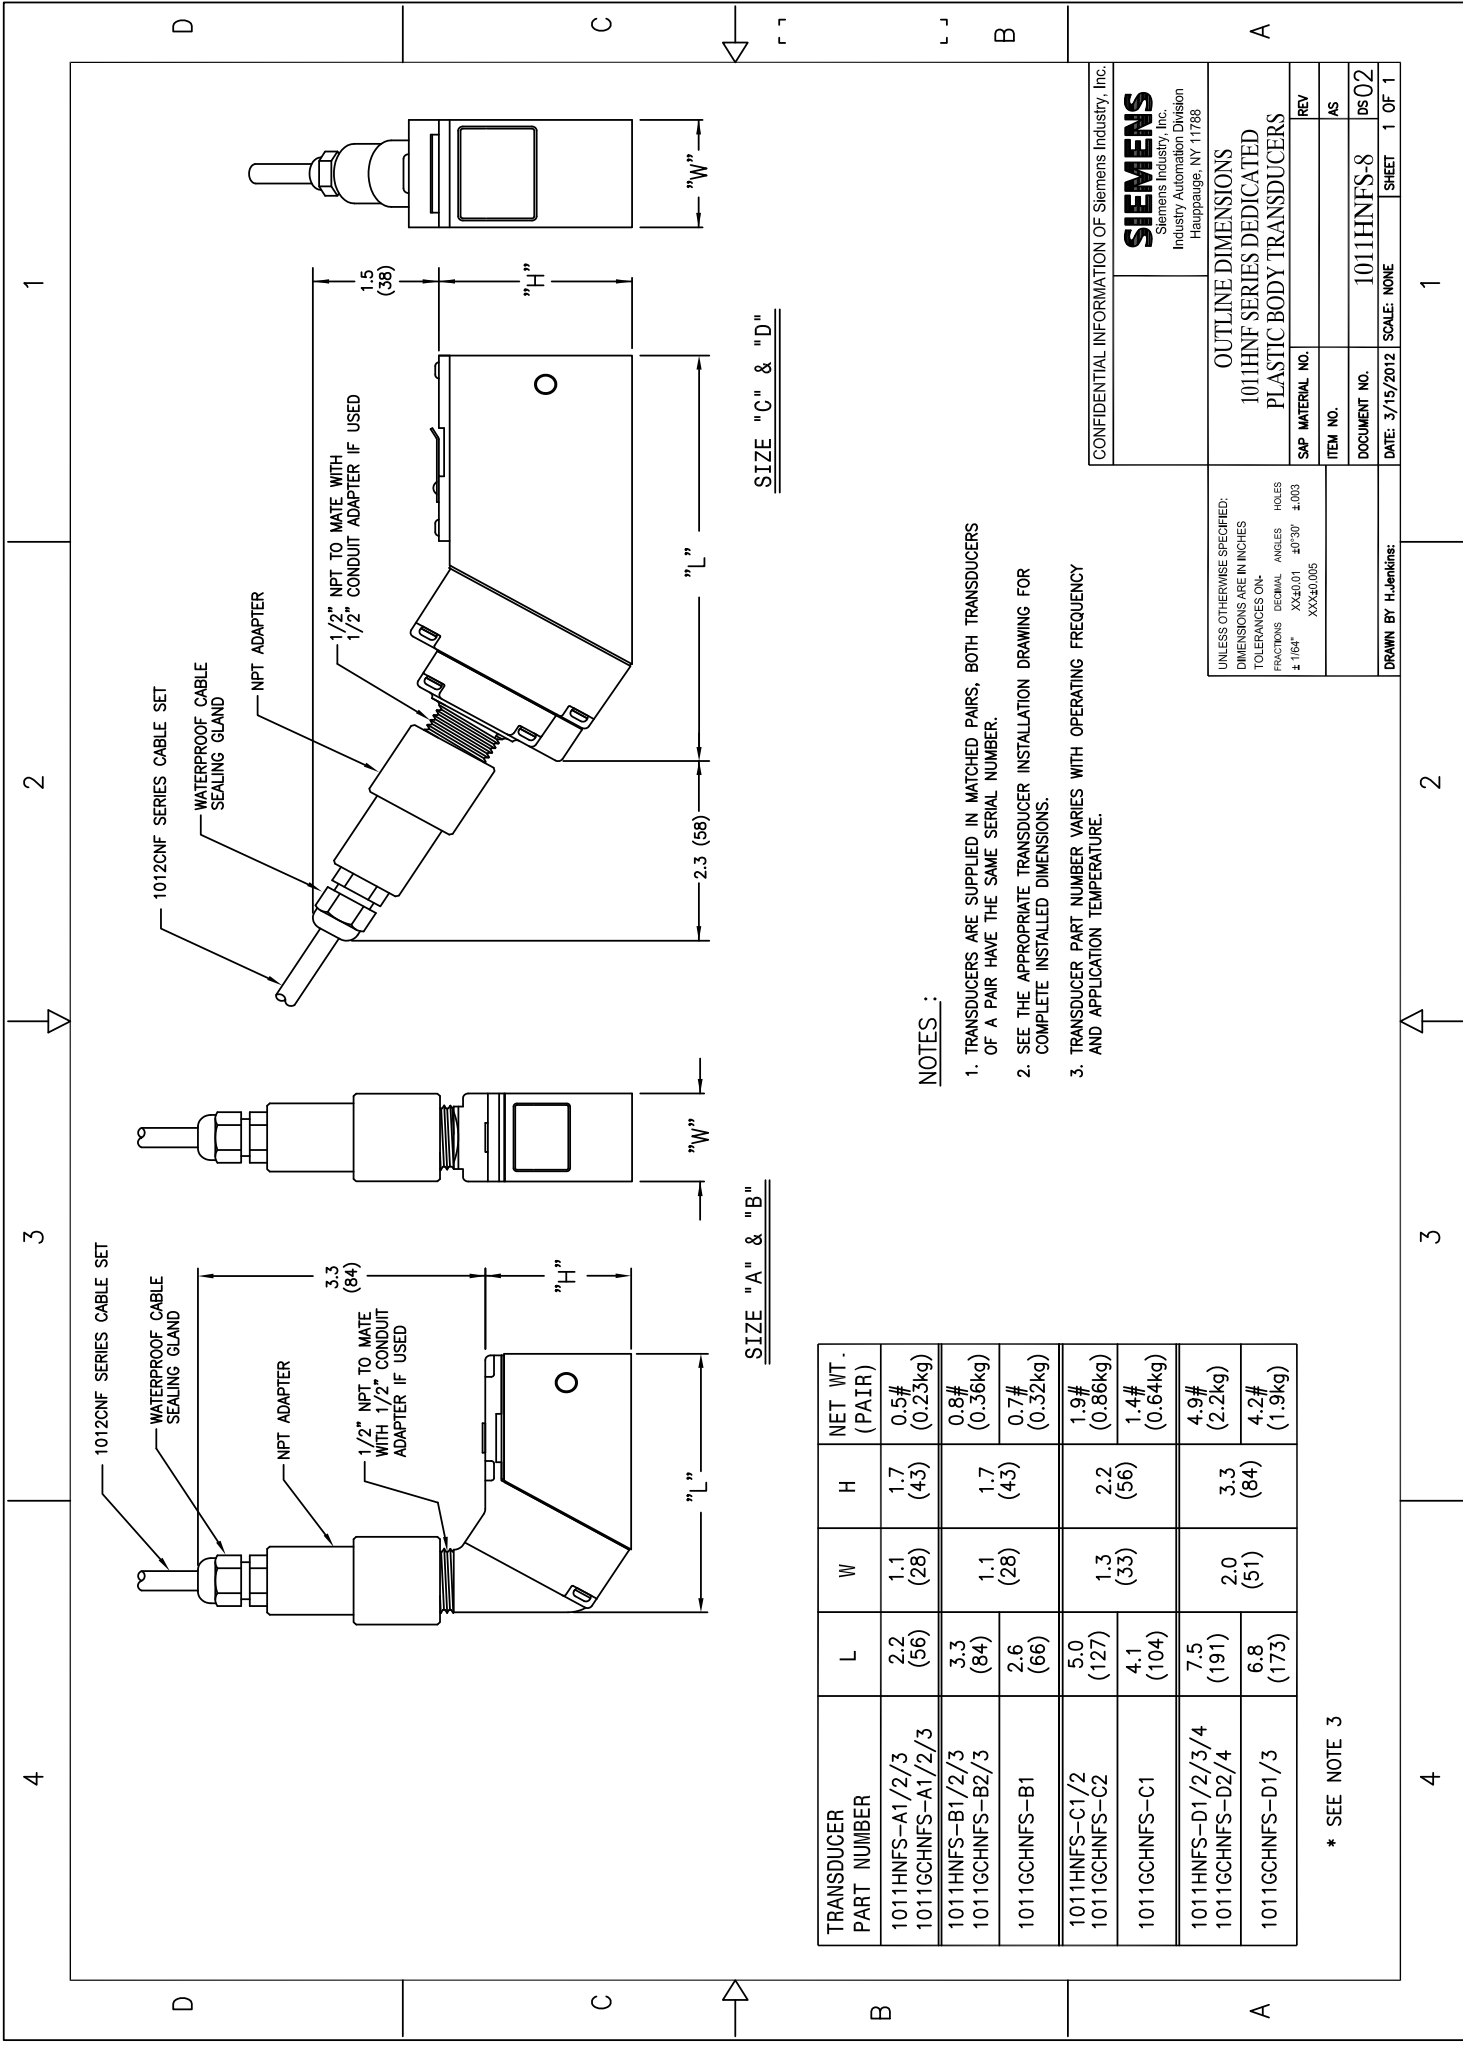 4
3
2
1
D
D
C
C
B
B
A
A
4
3
2
1
1012CNF SERIES CABLE SET
WATERPROOF CABLE
SEALING GLAND
NPT ADAPTER
1/2" NPT TO MATE
WITH 1/2" CONDUIT
ADAPTER IF USED
3.3
(84)
"H"
"L"
"W"
SIZE "A" & "B"
1012CNF SERIES CABLE SET
WATERPROOF CABLE
SEALING GLAND
NPT ADAPTER
1/2" NPT TO MATE WITH
1/2" CONDUIT ADAPTER IF USED
1.5
(38)
"H"
"L"
2.3 (58)
"W"
SIZE "C" & "D"
TRANSDUCER
PART NUMBER
L
W
H
NET WT.
(PAIR)
1011HNFS-A1/2/3
1011GCHNFS-A1/2/3
2.2
(56)
1.1
(28)
1.7
(43)
0.5#
(0.23kg)
1011HNFS-B1/2/3
1011GCHNFS-B2/3
3.3
(84)
1.1
(28)
1.7
(43)
0.8#
(0.36kg)
1011GCHNFS-B1
2.6
(66)
0.7#
(0.32kg)
1011HNFS-C1/2
1011GCHNFS-C2
5.0
(127)
1.3
(33)
2.2
(56)
1.9#
(0.86kg)
1011GCHNFS-C1
4.1
(104)
1.4#
(0.64kg)
1011HNFS-D1/2/3/4
1011GCHNFS-D2/4
7.5
(191)
2.0
(51)
3.3
(84)
4.9#
(2.2kg)
1011GCHNFS-D1/3
6.8
(173)
4.2#
(1.9kg)
* SEE NOTE 3
NOTES :
1. TRANSDUCERS ARE SUPPLIED IN MATCHED PAIRS, BOTH TRANSDUCERS
OF A PAIR HAVE THE SAME SERIAL NUMBER.
2. SEE THE APPROPRIATE TRANSDUCER INSTALLATION DRAWING FOR
COMPLETE INSTALLED DIMENSIONS.
3. TRANSDUCER PART NUMBER VARIES WITH OPERATING FREQUENCY
AND APPLICATION TEMPERATURE.
UNLESS OTHERWISE SPECIFIED:
DIMENSIONS ARE IN INCHES
TOLERANCES ON-
FRACTIONS DECIMAL ANGLES HOLES
± 1/64" XX±0.01 ±0°30' ±.003
XXX±0.005
DRAWN BY H.Jenkins:
CONFIDENTIAL INFORMATION OF Siemens Industry, Inc.
SIEMENS
Siemens Industry, Inc.
Industry Automation Division
Hauppauge, NY 11788
OUTLINE DIMENSIONS
1011HNF SERIES DEDICATED
PLASTIC BODY TRANSDUCERS
SAP MATERIAL NO.
REV
ITEM NO.
AS
DOCUMENT NO.
1011HNFS-8
DS 02
DATE: 3/15/2012
SCALE: NONE
SHEET 1 OF 1